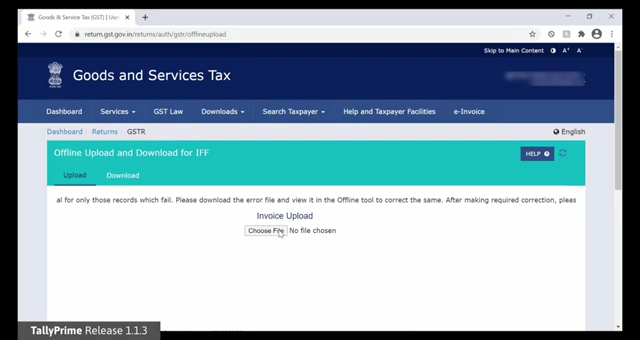 Goods & Service Tax (GST) | Use
return.gst.gov.in/returns/auth/gstr/offlineupload
Skip to Main Content A+ A-
Goods and Services Tax
Dashboard Services GST Law Downloads Search Taxpayer Help and Taxpayer Facilities e-Invoice
Dashboard Returns GSTR English
Offline Upload and Download for IFF HELP
Upload Download
al for only those records which fail. Please download the error file and view it in the Offline tool to correct the same. After making required correction, pleas
Invoice Upload
Choose File No file chosen
TallyPrime Release 1.1.3